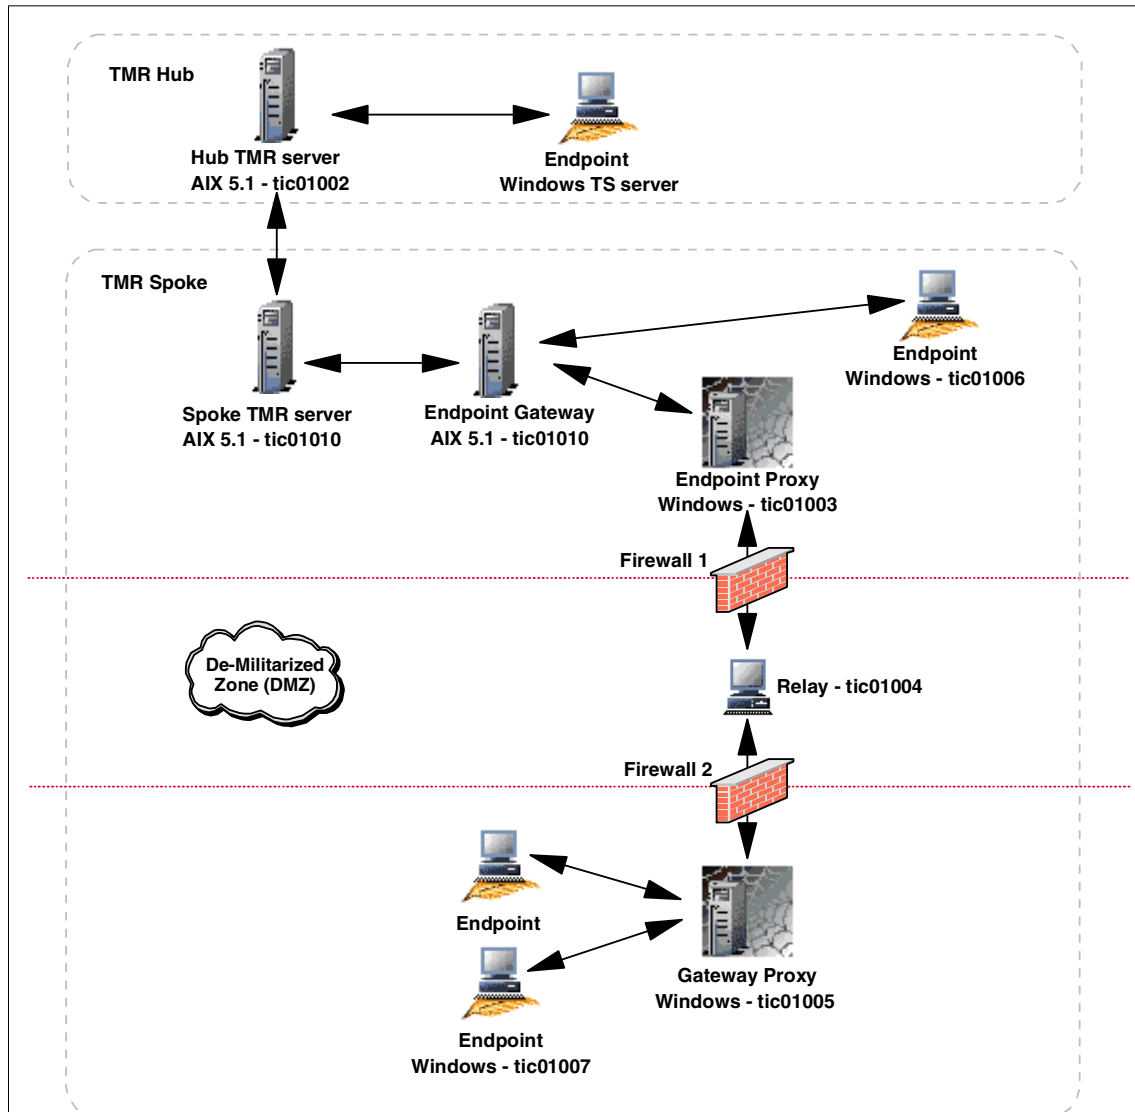 TMR Hub
Hub TMR server
AIX 5.1 - tic01002
Endpoint
Windows TS server
TMR Spoke
Spoke TMR server
AIX 5.1 - tic01010
Endpoint Gateway
AIX 5.1 - tic01010
Endpoint
Windows - tic01006
Endpoint Proxy
Windows - tic01003
Firewall 1
De-Militarized
Zone (DMZ)
Relay - tic01004
Firewall 2
Endpoint
Gateway Proxy
Windows - tic01005
Endpoint
Windows - tic01007